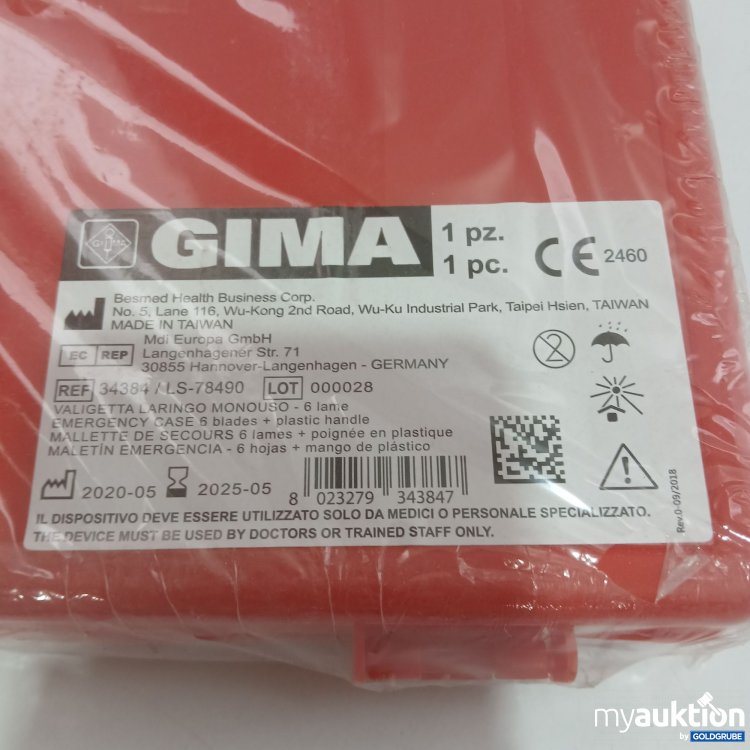 GIMA
GIMA
1 pz.
1 pc.
CE 2460
Besmed Health Business Corp.
No. 5, Lane 116, Wu-Kong 2nd Road, Wu-Ku Industrial Park, Taipei Hsien, TAIWAN
MADE IN TAIWAN
Mdi Europa GmbH
EC REP Langenhagener Str. 71
30855 Hannover-Langenhagen - GERMANY
REF 34384 / LS-78490 LOT 000028
VALIGETTA LARINGO MONOUSO - 6 lame
EMERGENCY CASE 6 blades + plastic handle
MALLETTE DE SECOURS 6 lames + poignée en plastique
MALETÍN EMERGENCIA - 6 hojas + mango de plástico
2020-05 2025-05
8 023279 343847
2
IL DISPOSITIVO DEVE ESSERE UTILIZZATO SOLO DA MEDICI O PERSONALE SPECIALIZZATO.
THE DEVICE MUST BE USED BY DOCTORS OR TRAINED STAFF ONLY.
Rev.0-09/2018
myauktion
by GOLDGRUBE